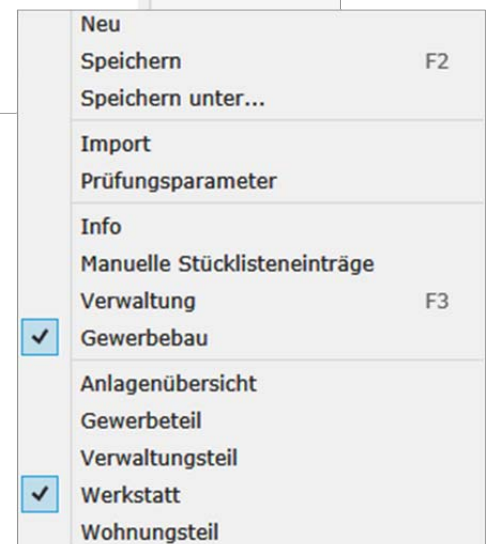 Neu
Speichern F2
Speichern unter...
Import
Prüfungsparameter
Info
Manuelle Stücklisteneinträge
Verwaltung F3
Gewerbebau
Anlagenübersicht
Gewerbeteil
Verwaltungsteil
Werkstatt
Wohnungsteil